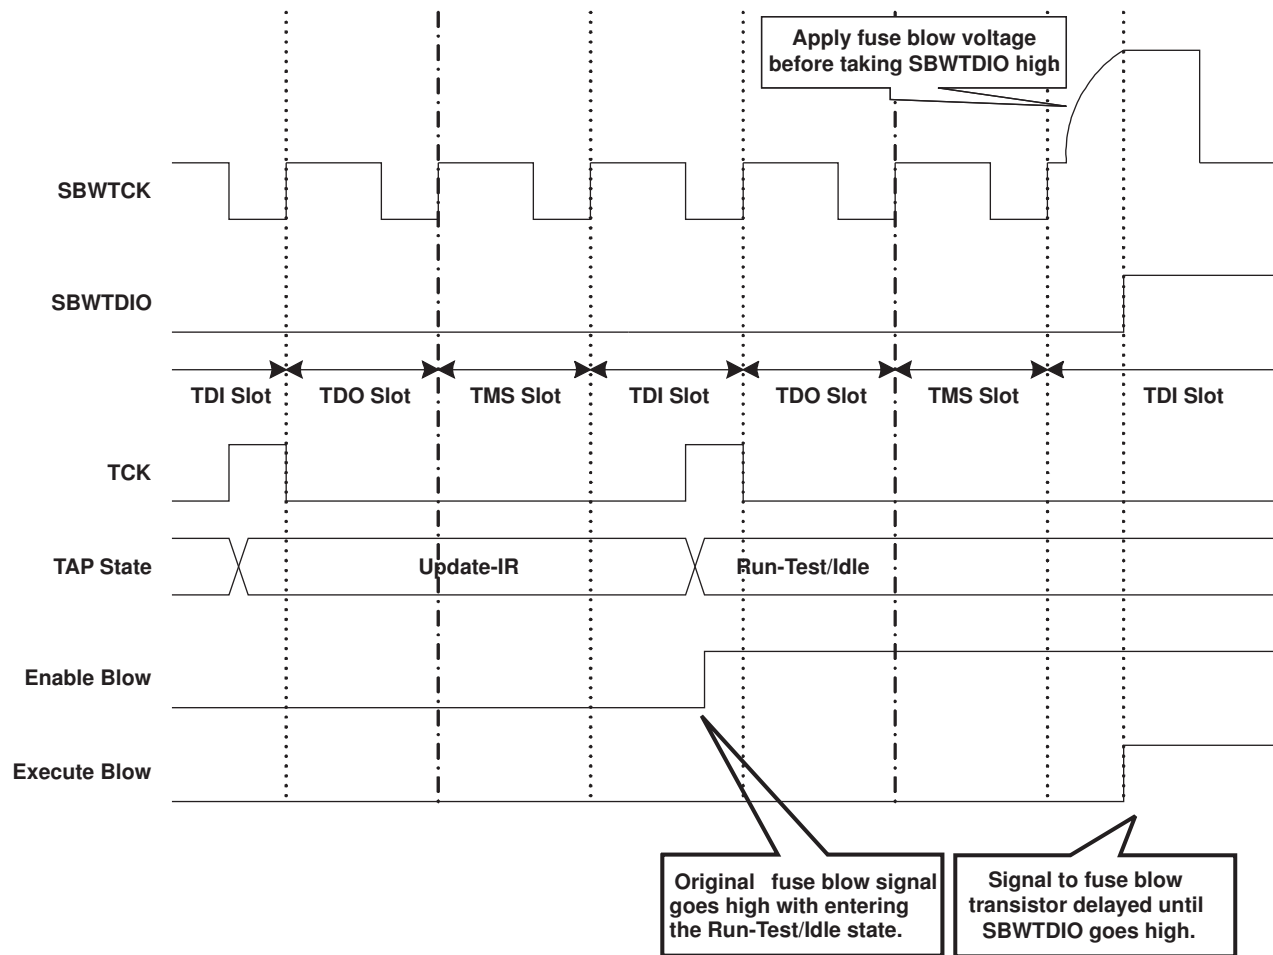 Apply fuse blow voltage
before taking SBWTDIO high
SBWTCK
SBWTDIO
TDI Slot TDO Slot TMS Slot TDI Slot TDO Slot TMS Slot TDI Slot
TCK
TAP State Update-IR Run-Test/Idle
Enable Blow
Execute Blow
Original fuse blow signal
goes high with entering
the Run-Test/Idle state.
Signal to fuse blow
transistor delayed until
SBWTDIO goes high.